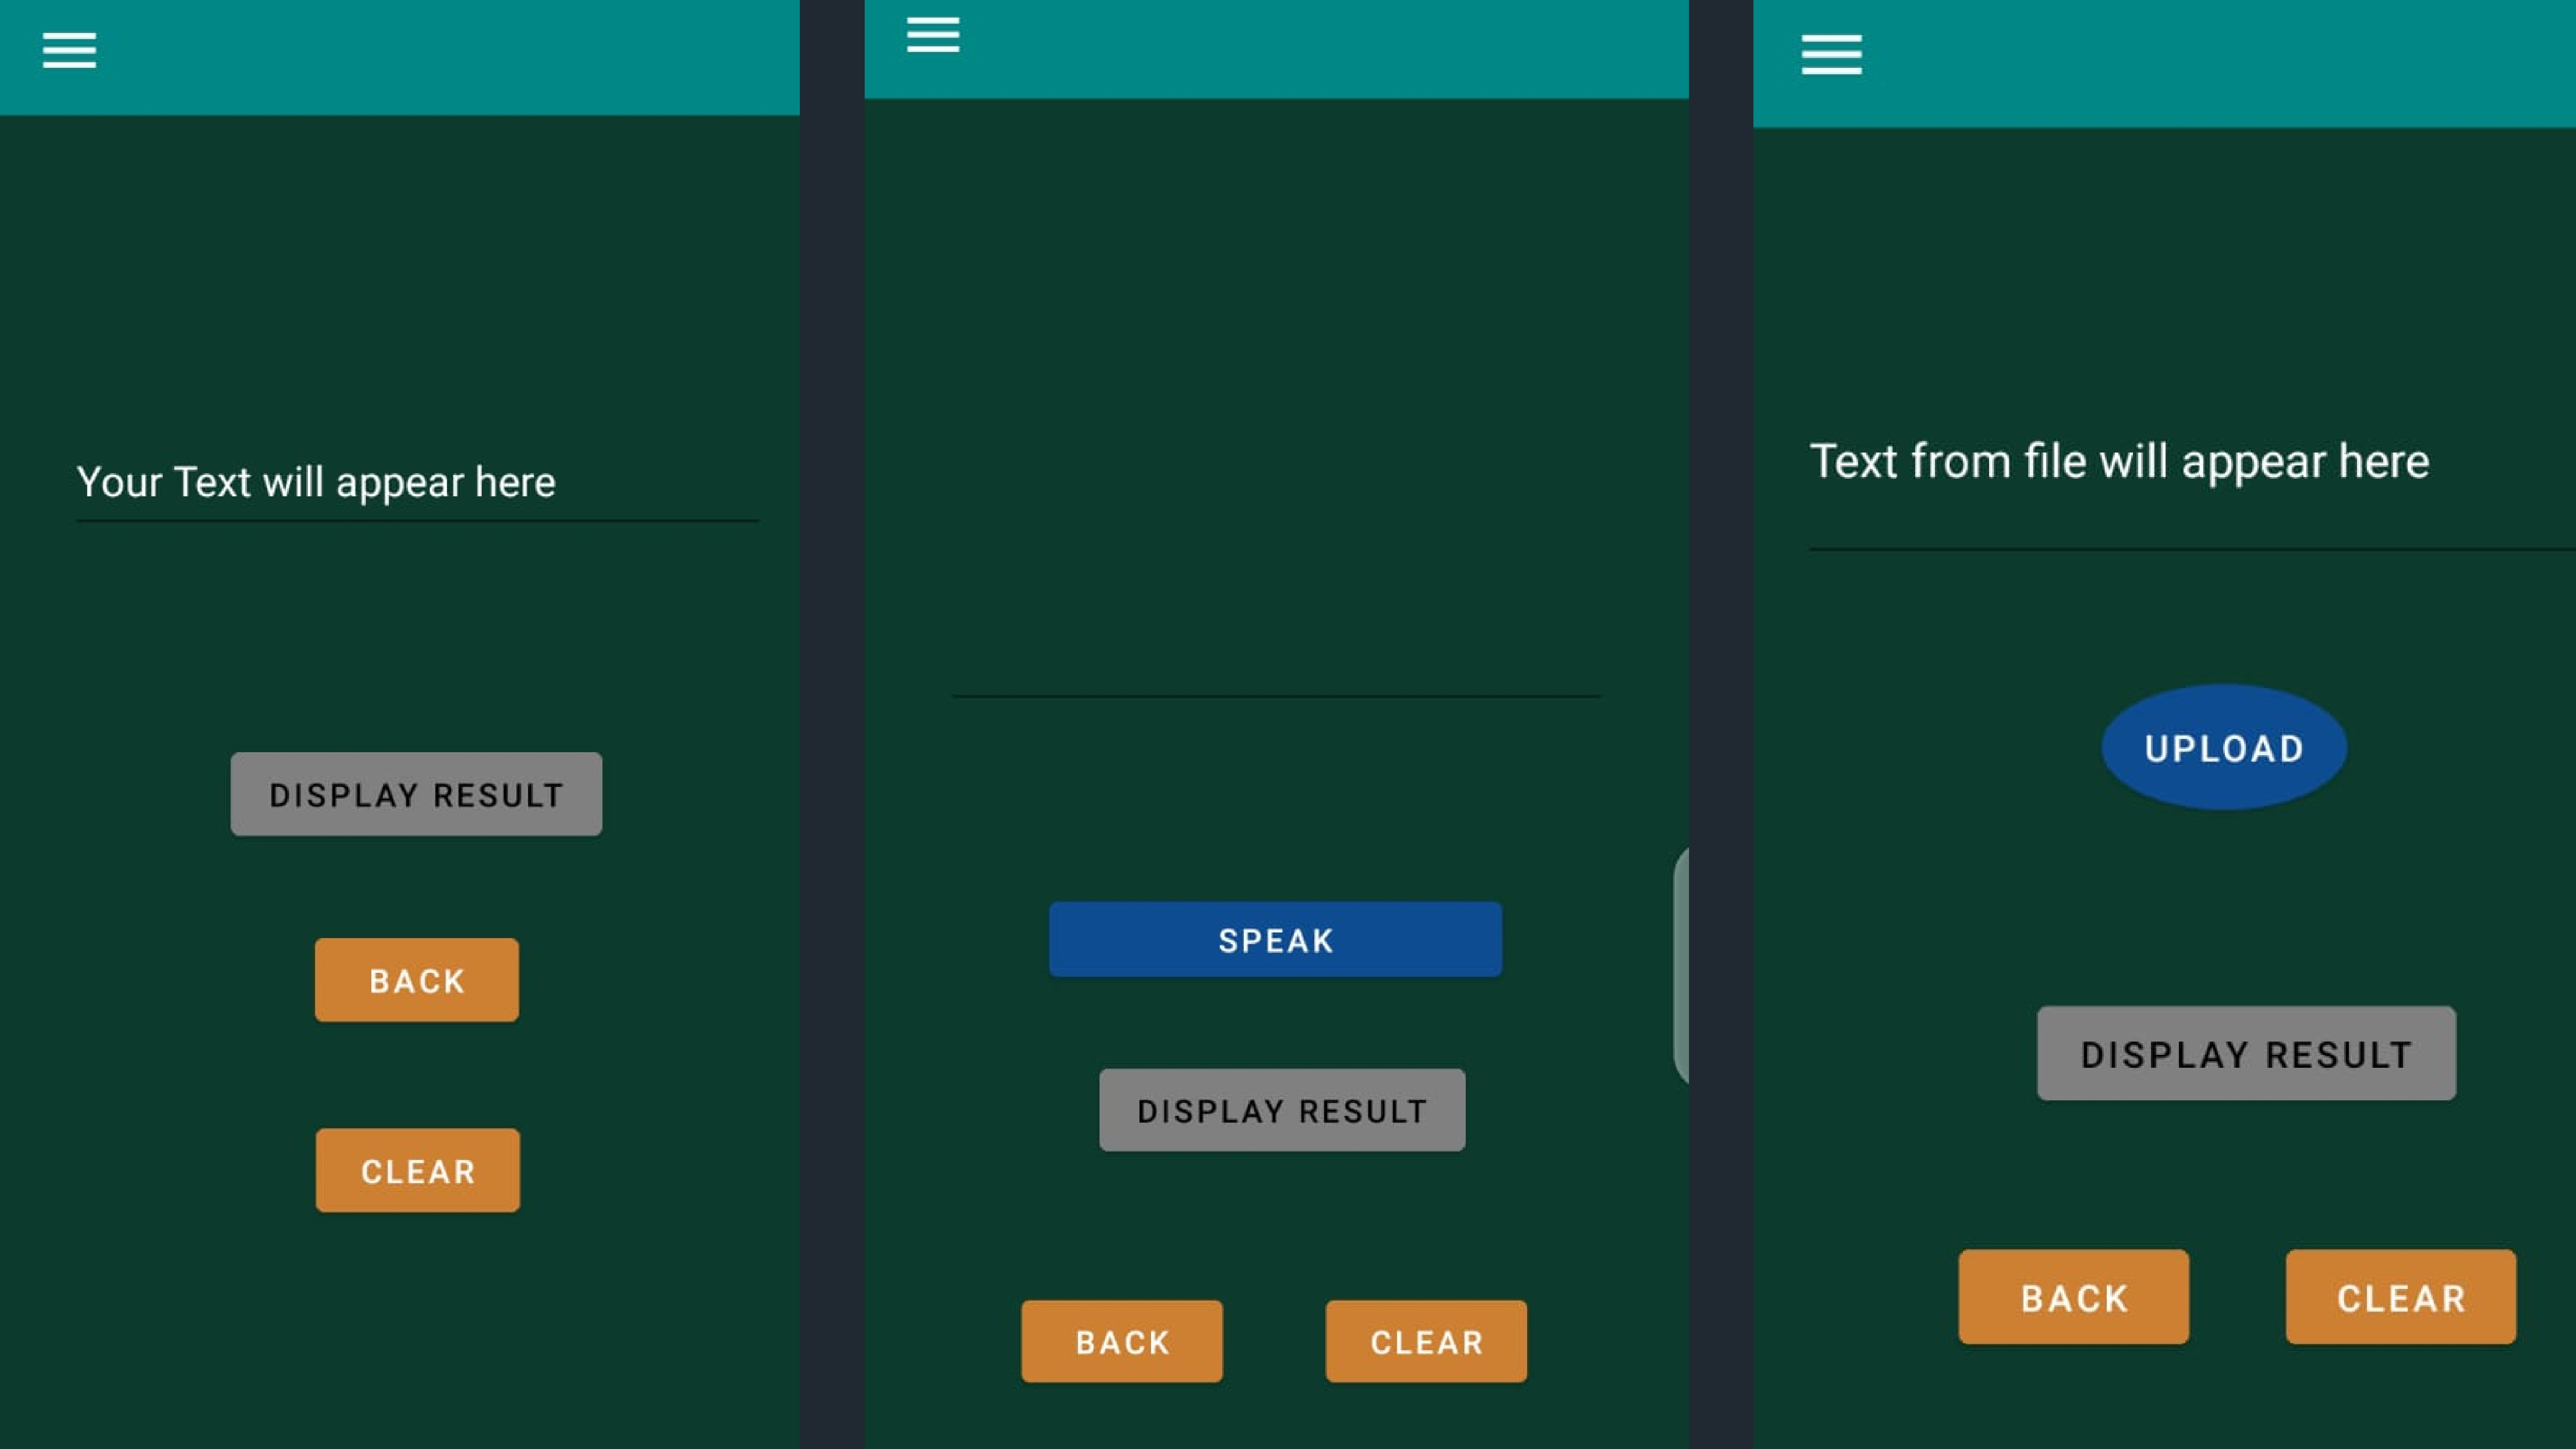 Your Text will appear here
DISPLAY RESULT
BACK
CLEAR
SPEAK
DISPLAY RESULT
BACK CLEAR
Text from file will appear here
UPLOAD
DISPLAY RESULT
BACK CLEAR